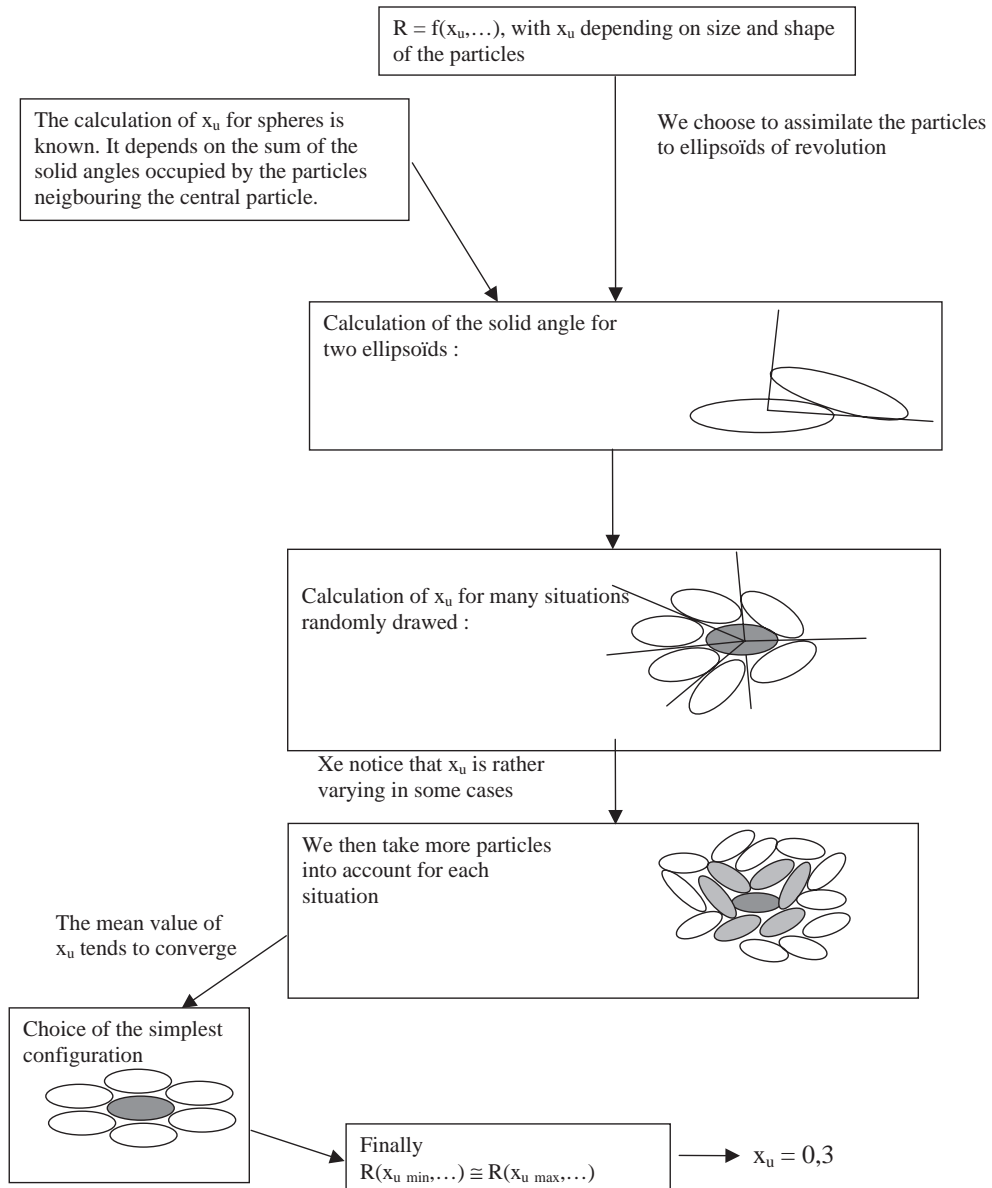 R = f(xᵤ,…), with xᵤ depending on size and shape
of the particles
The calculation of xᵤ for spheres is
known. It depends on the sum of the
solid angles occupied by the particles
neigbouring the central particle.
We choose to assimilate the particles
to ellipsoïds of revolution
Calculation of the solid angle for
two ellipsoïds :
Calculation of xᵤ for many situations
randomly drawed :
Xe notice that xᵤ is rather
varying in some cases
We then take more particles
into account for each
situation
The mean value of
xᵤ tends to converge
Choice of the simplest
configuration
Finally
R(xᵤ ₘᵢₙ,…) ≅ R(xᵤ ₘₐₓ,…)
xᵤ = 0,3